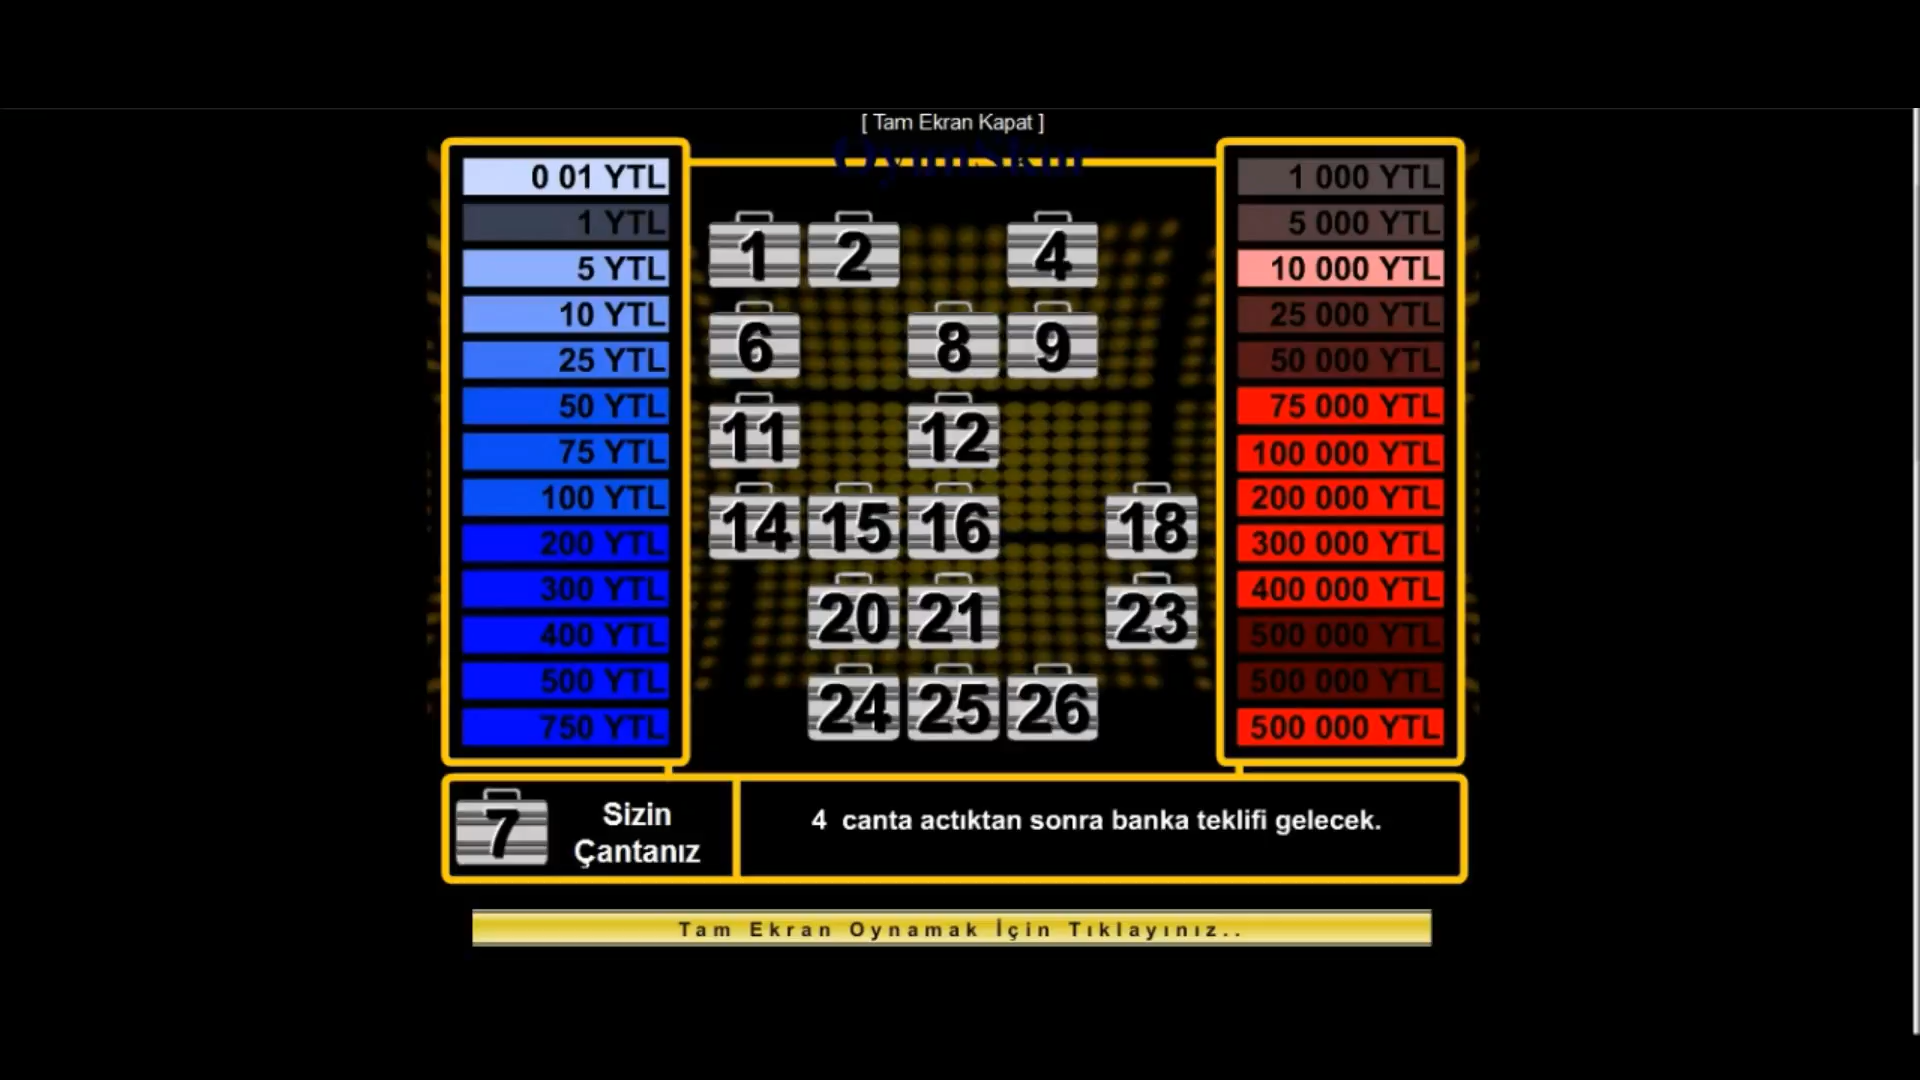 [ Tam Ekran Kapat ]
0 01 YTL
1 YTL
5 YTL
10 YTL
25 YTL
50 YTL
75 YTL
100 YTL
200 YTL
300 YTL
400 YTL
500 YTL
750 YTL
1 2 4
6 8 9
11 12
14 15 16 18
20 21 23
24 25 26
1 000 YTL
5 000 YTL
10 000 YTL
25 000 YTL
50 000 YTL
75 000 YTL
100 000 YTL
200 000 YTL
300 000 YTL
400 000 YTL
500 000 YTL
500 000 YTL
500 000 YTL
7
Sizin
Çantanız
4 canta actıktan sonra banka teklifi gelecek.
Tam Ekran Oynamak İçin Tıklayınız..